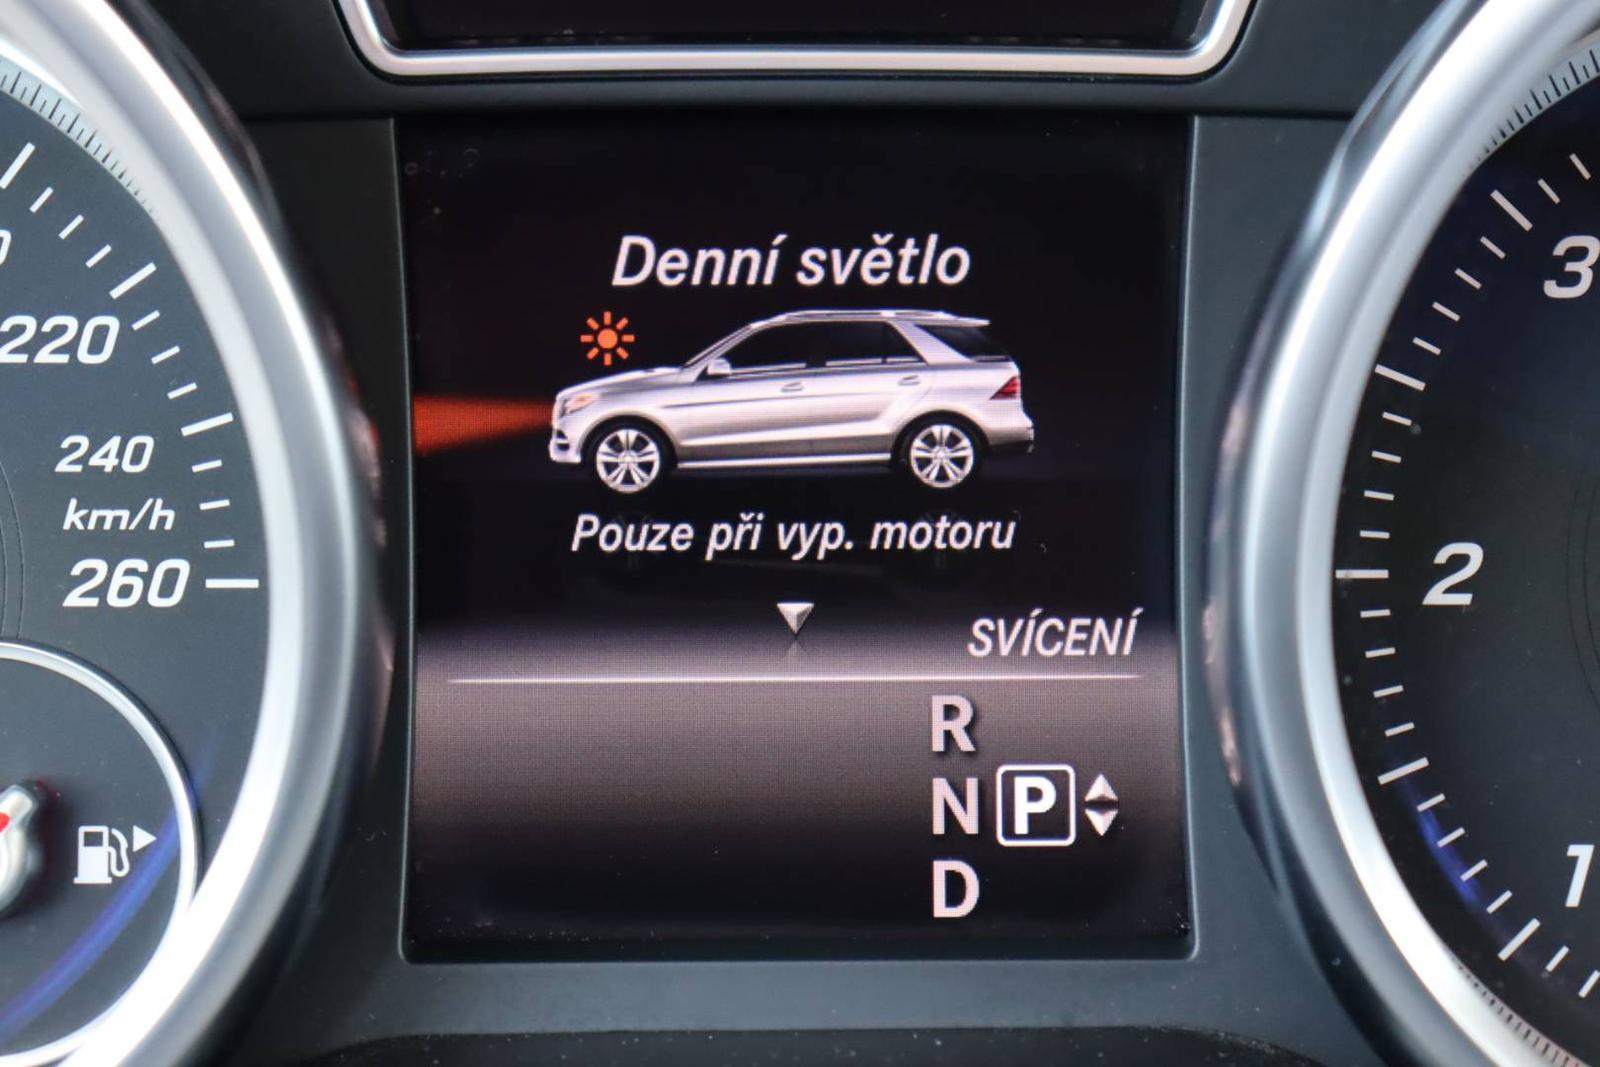 Denní světlo
Pouze při vyp. motoru
SVÍCENÍ
R
N P
D
220
240
km/h
260
3
2
1